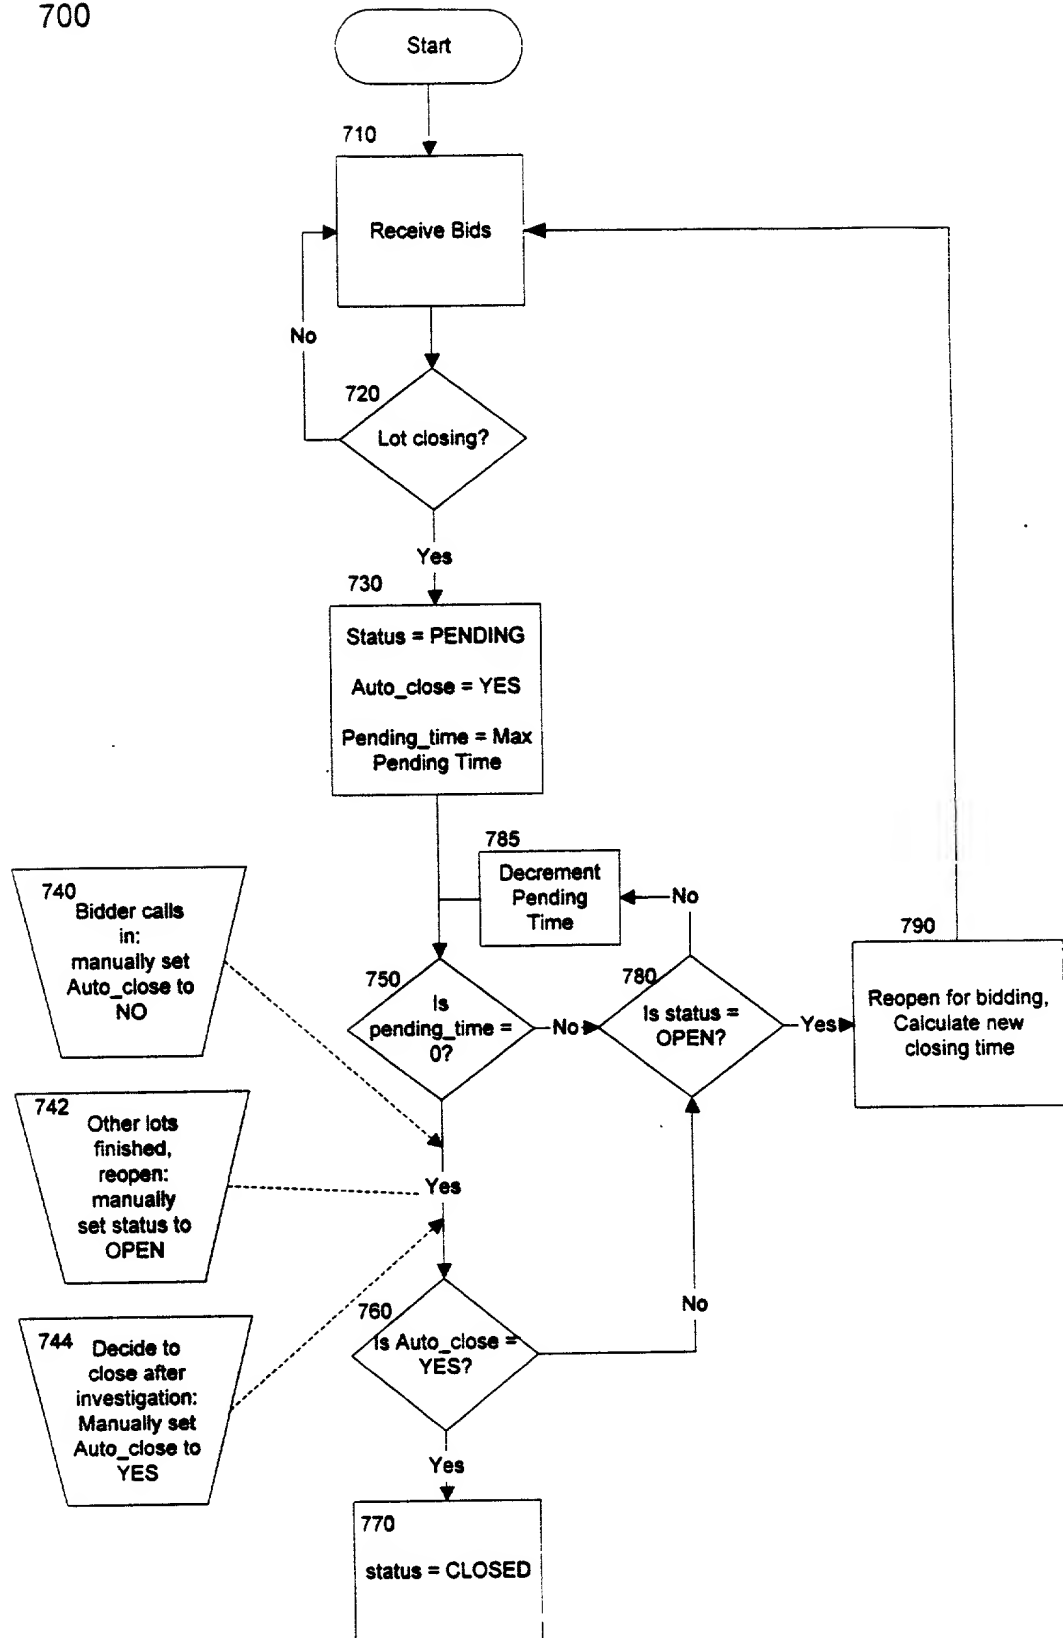 700
Start
710
Receive Bids
No
720
Lot closing?
Yes
730
Status = PENDING
Auto_close = YES
Pending_time = Max
Pending Time
785
Decrement
Pending
Time
No
740
Bidder calls
in:
manually set
Auto_close to
NO
750
Is
pending_time =
0?
No
780
Is status =
OPEN?
Yes
790
Reopen for bidding,
Calculate new
closing time
742
Other lots
finished,
reopen:
manually
set status to
OPEN
Yes
744
Decide to
close after
investigation:
Manually set
Auto_close to
YES
760
Is Auto_close =
YES?
No
Yes
770
status = CLOSED